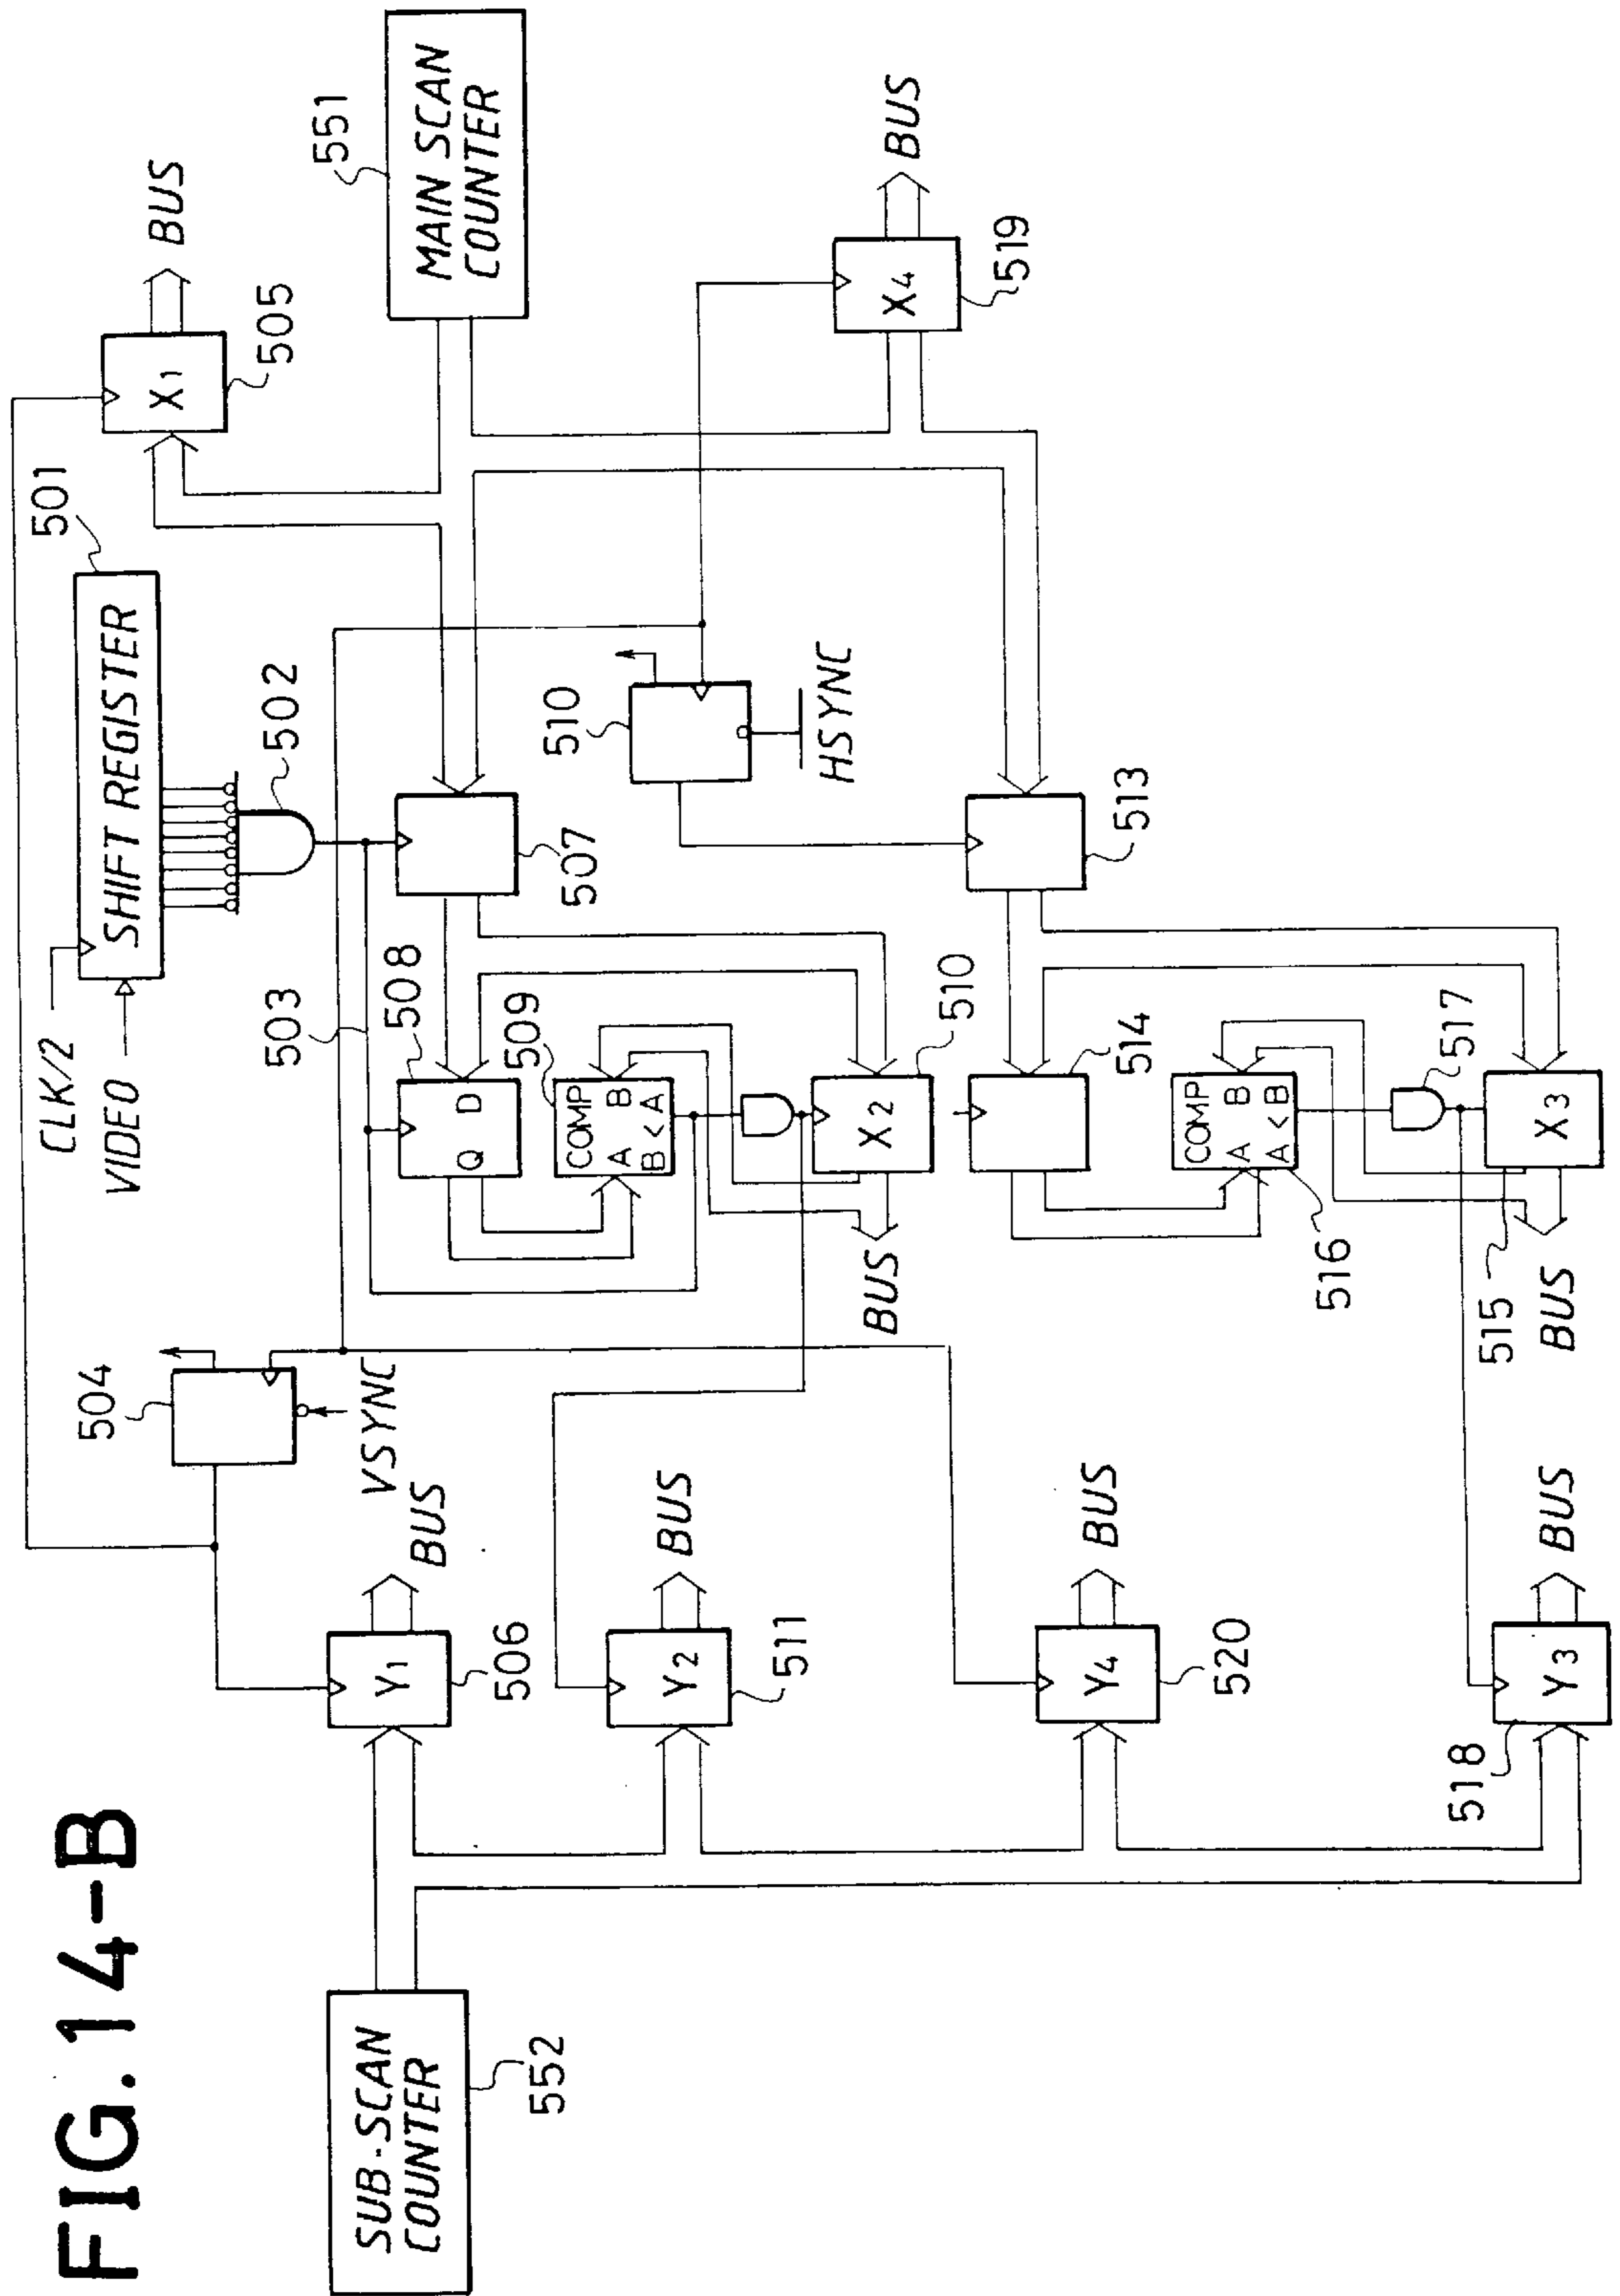 FIG. 14-B
CLK/2
VIDEO
501
SHIFT REGISTER
502
503
X1
BUS
505
551
MAIN SCAN
COUNTER
504
VSYNC
510
HSYNC
507
508
Q D
509
COMP
A B
B < A
X2
510
BUS
X4
BUS
519
513
514
COMP
A B
A < B
516
517
X3
515
BUS
SUB-SCAN
COUNTER
552
Y1
BUS
506
Y2
BUS
511
Y4
BUS
520
Y3
BUS
518